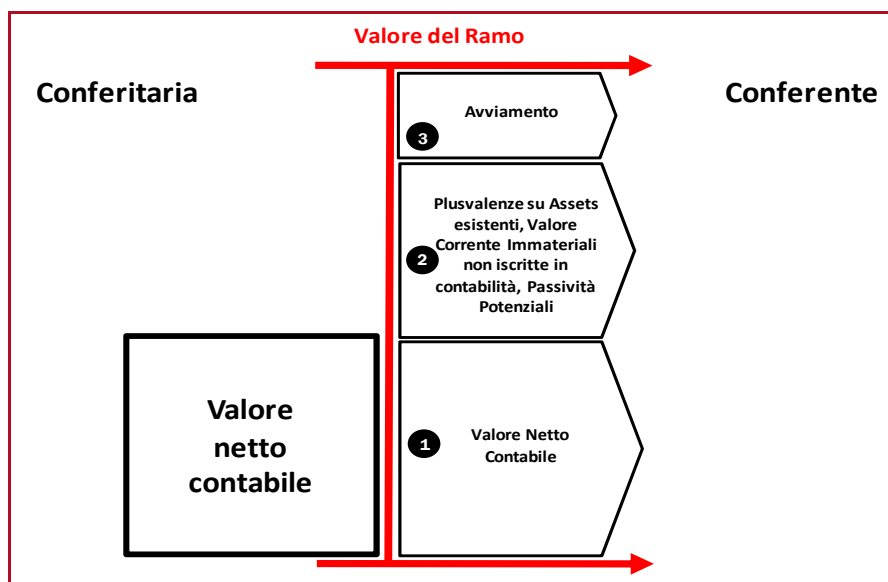 Valore del Ramo
Conferitaria
Conferente
Avviamento
3
Plusvalenze su Assets
esistenti, Valore
Corrente Immateriali
non iscritte in
contabilità, Passività
Potenziali
2
Valore
netto
contabile
1
Valore Netto
Contabile